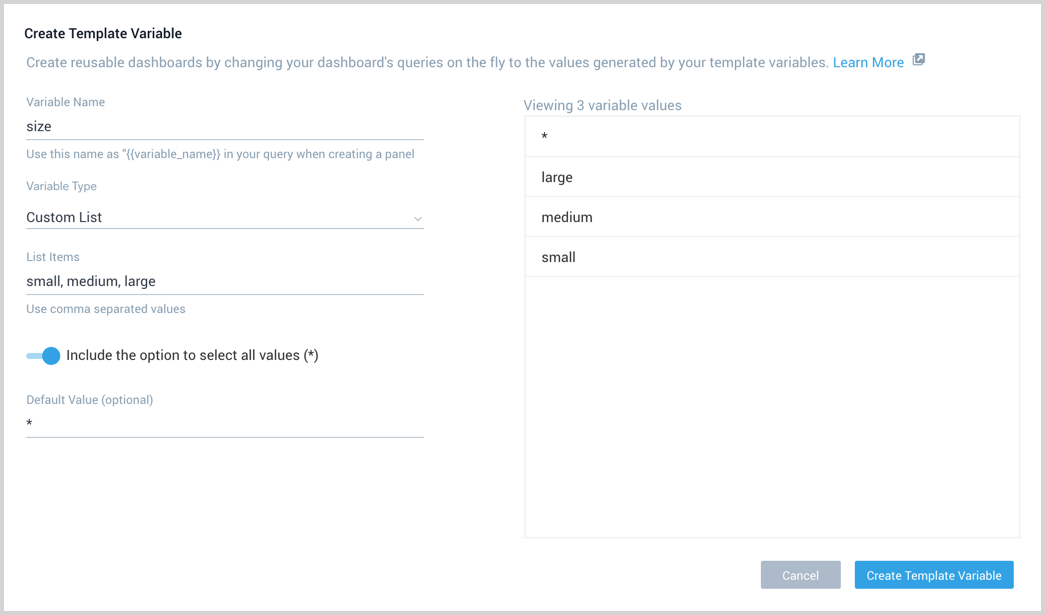 Create Template Variable
Create reusable dashboards by changing your dashboard's queries on the fly to the values generated by your template variables. Learn More
Variable Name
size
Use this name as "{{variable_name}} in your query when creating a panel
Variable Type
Custom List
List Items
small, medium, large
Use comma separated values
Include the option to select all values (*)
Default Value (optional)
*
Viewing 3 variable values
*
large
medium
small
Cancel
Create Template Variable